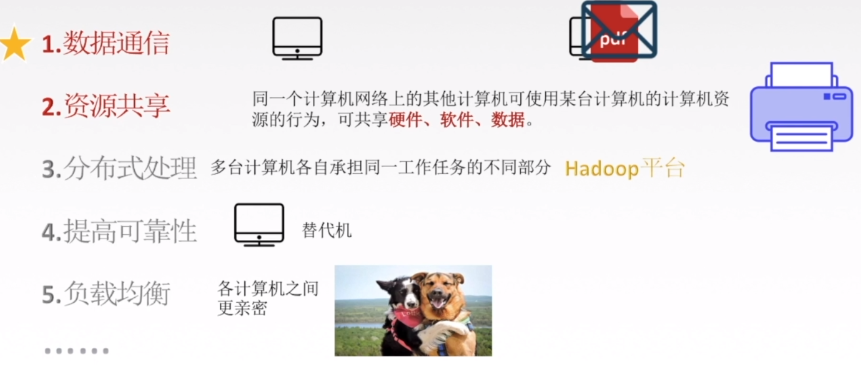 1.数据通信
pdf
2.资源共享
同一个计算机网络上的其他计算机可使用某台计算机的计算机资
源的行为，可共享硬件、软件、数据。
3.分布式处理 多台计算机各自承担同一工作任务的不同部分 Hadoop平台
4.提高可靠性 替代机
5.负载均衡
各计算机之间
更亲密
……